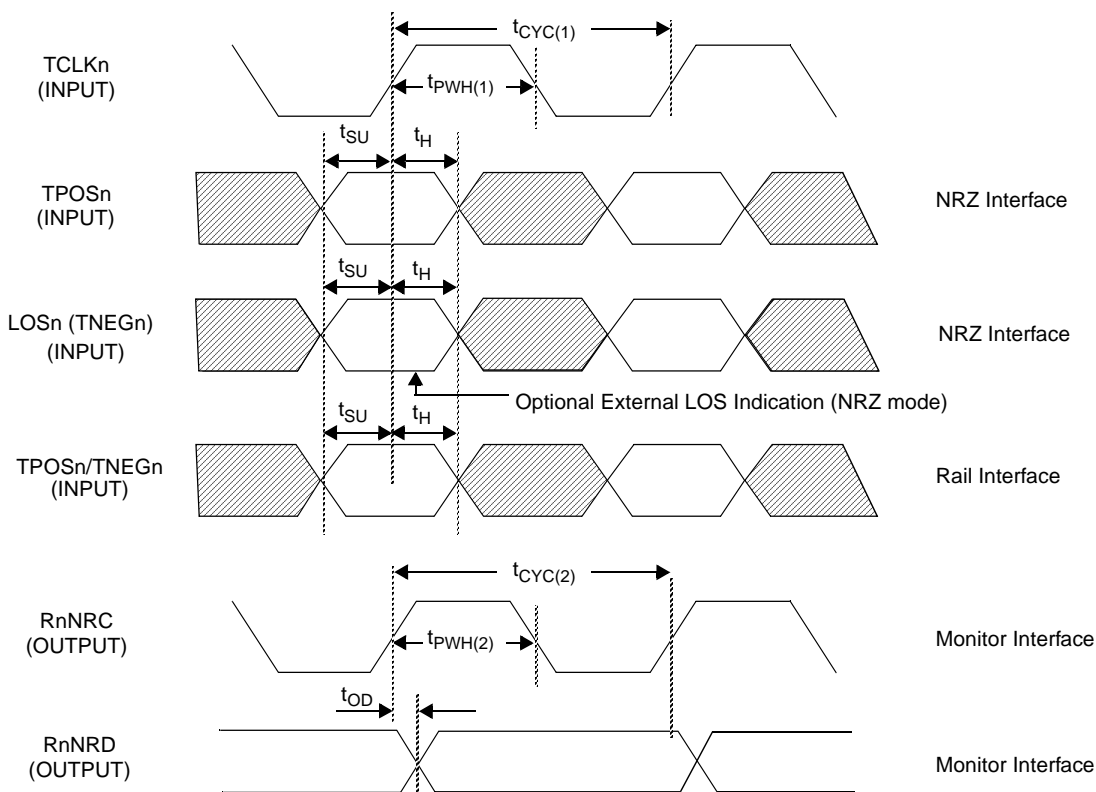 tCYC(1)
TCLKn
(INPUT)
tPWH(1)
tSU
tH
TPOSn
(INPUT)
NRZ Interface
tSU
tH
LOSn (TNEGn)
(INPUT)
NRZ Interface
Optional External LOS Indication (NRZ mode)
tSU
tH
TPOSn/TNEGn
(INPUT)
Rail Interface
tCYC(2)
RnNRC
(OUTPUT)
tPWH(2)
Monitor Interface
tOD
RnNRD
(OUTPUT)
Monitor Interface